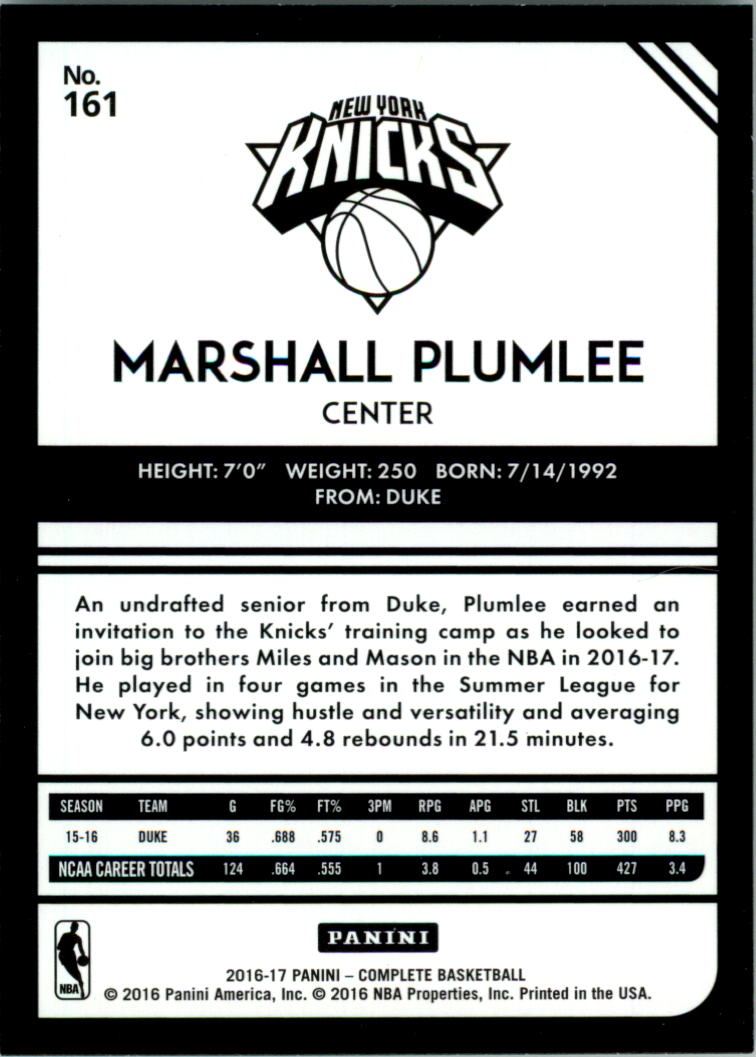 No.
161
NEW YORK
KNICKS
MARSHALL PLUMLEE
CENTER
HEIGHT: 7'0" WEIGHT: 250 BORN: 7/14/1992
FROM: DUKE
An undrafted senior from Duke, Plumlee earned an
invitation to the Knicks' training camp as he looked to
join big brothers Miles and Mason in the NBA in 2016-17.
He played in four games in the Summer League for
New York, showing hustle and versatility and averaging
6.0 points and 4.8 rebounds in 21.5 minutes.
SEASON TEAM G FG% FT% 3PM RPG APG STL BLK PTS PPG
15-16 DUKE 36 .688 .575 0 8.6 1.1 27 58 300 8.3
NCAA CAREER TOTALS 124 .664 .555 1 3.8 0.5 44 100 427 3.4
PANINI
NBA
2016-17 PANINI – COMPLETE BASKETBALL
© 2016 Panini America, Inc. © 2016 NBA Properties, Inc. Printed in the USA.